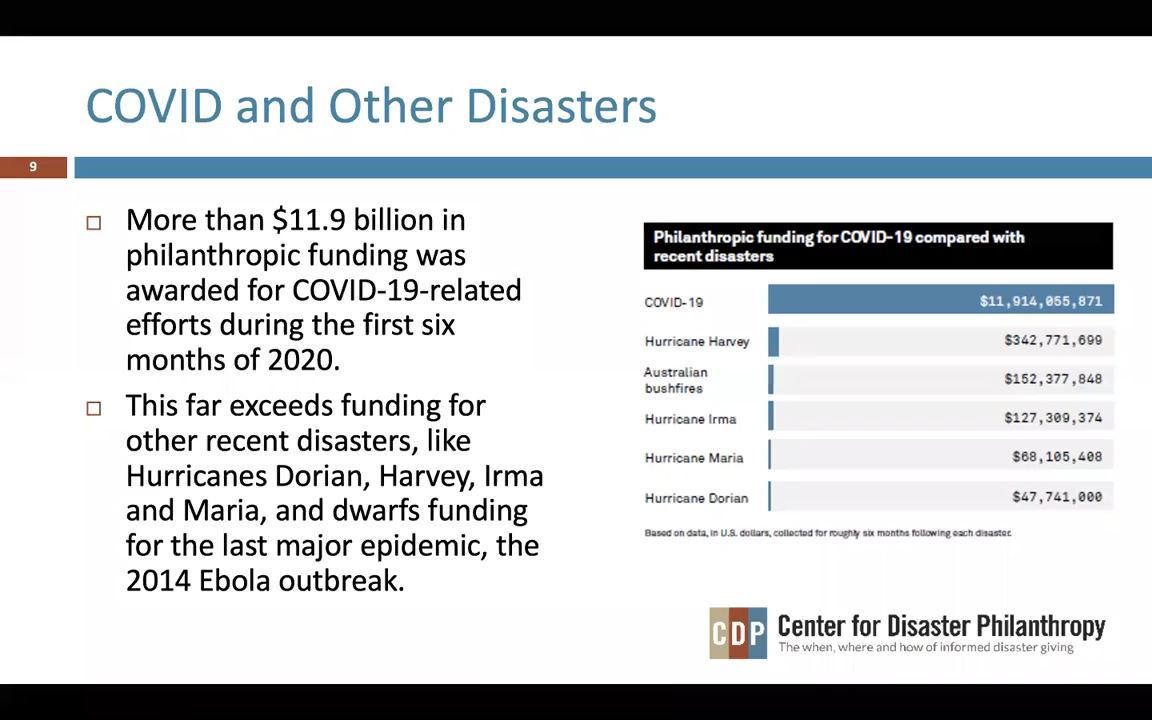 COVID and Other Disasters
9
More than $11.9 billion in
philanthropic funding was
awarded for COVID-19-related
efforts during the first six
months of 2020.
This far exceeds funding for
other recent disasters, like
Hurricanes Dorian, Harvey, Irma
and Maria, and dwarfs funding
for the last major epidemic, the
2014 Ebola outbreak.
Philanthropic funding for COVID-19 compared with
recent disasters
COVID-19 $11,914,055,871
Hurricane Harvey $342,771,699
Australian
bushfires $152,377,848
Hurricane Irma $127,309,374
Hurricane Maria $68,105,408
Hurricane Dorian $47,741,000
Based on data, in U.S. dollars, collected for roughly six months following each disaster.
CDP Center for Disaster Philanthropy
The when, where and how of informed disaster giving